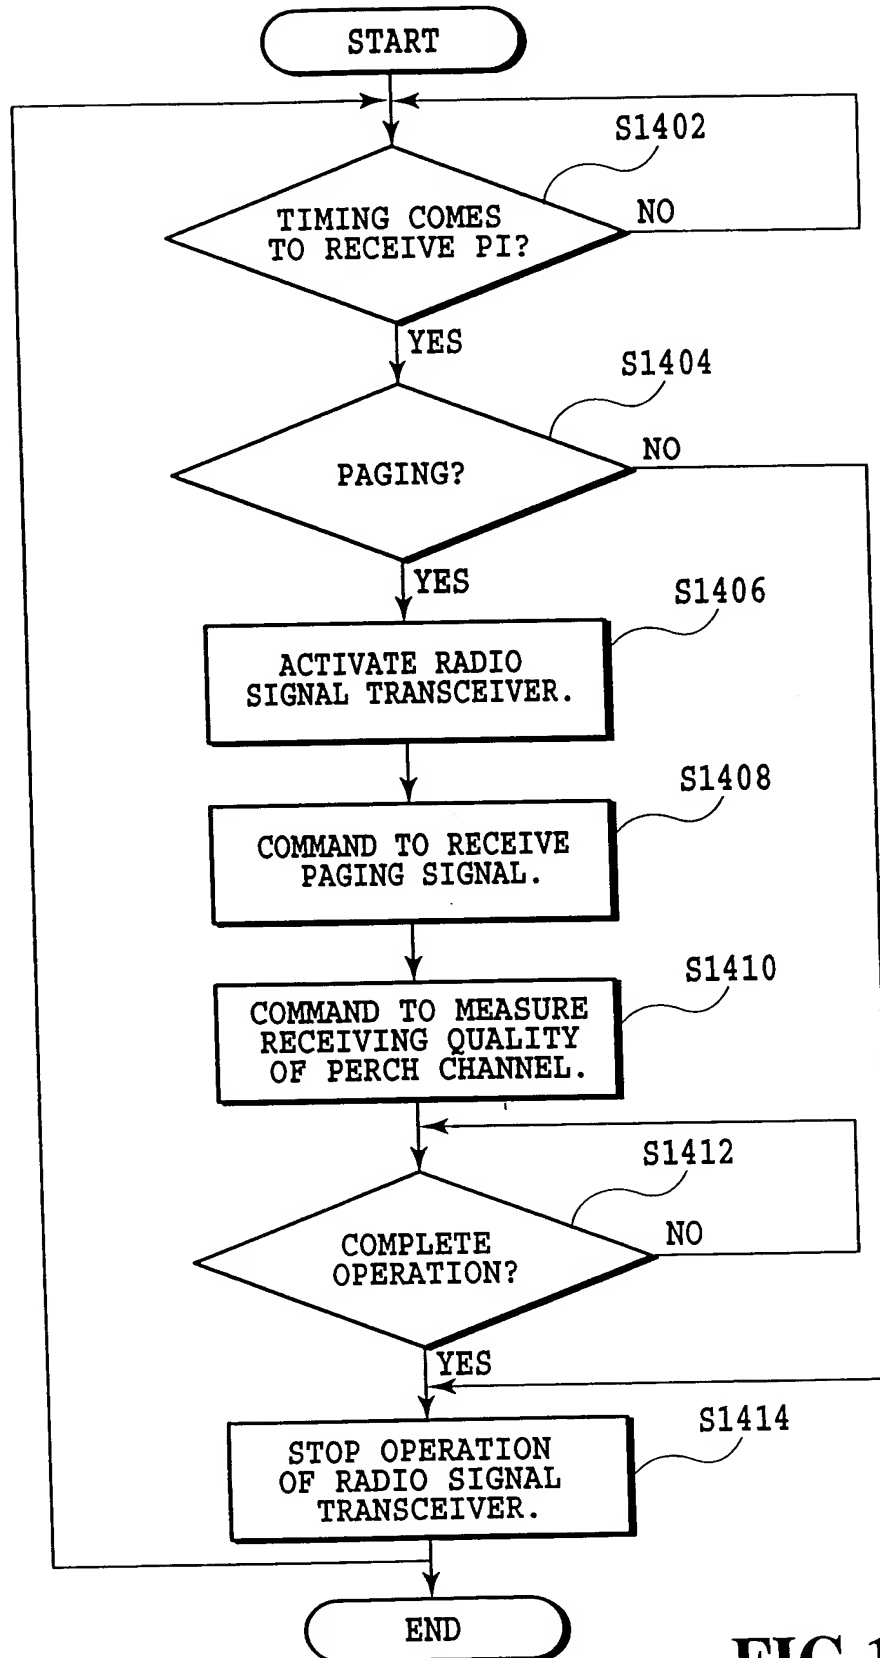 START
S1402
TIMING COMES
TO RECEIVE PI?
NO
YES
S1404
PAGING?
NO
YES
S1406
ACTIVATE RADIO
SIGNAL TRANSCEIVER.
S1408
COMMAND TO RECEIVE
PAGING SIGNAL.
S1410
COMMAND TO MEASURE
RECEIVING QUALITY
OF PERCH CHANNEL.
S1412
COMPLETE
OPERATION?
NO
YES
S1414
STOP OPERATION
OF RADIO SIGNAL
TRANSCEIVER.
END